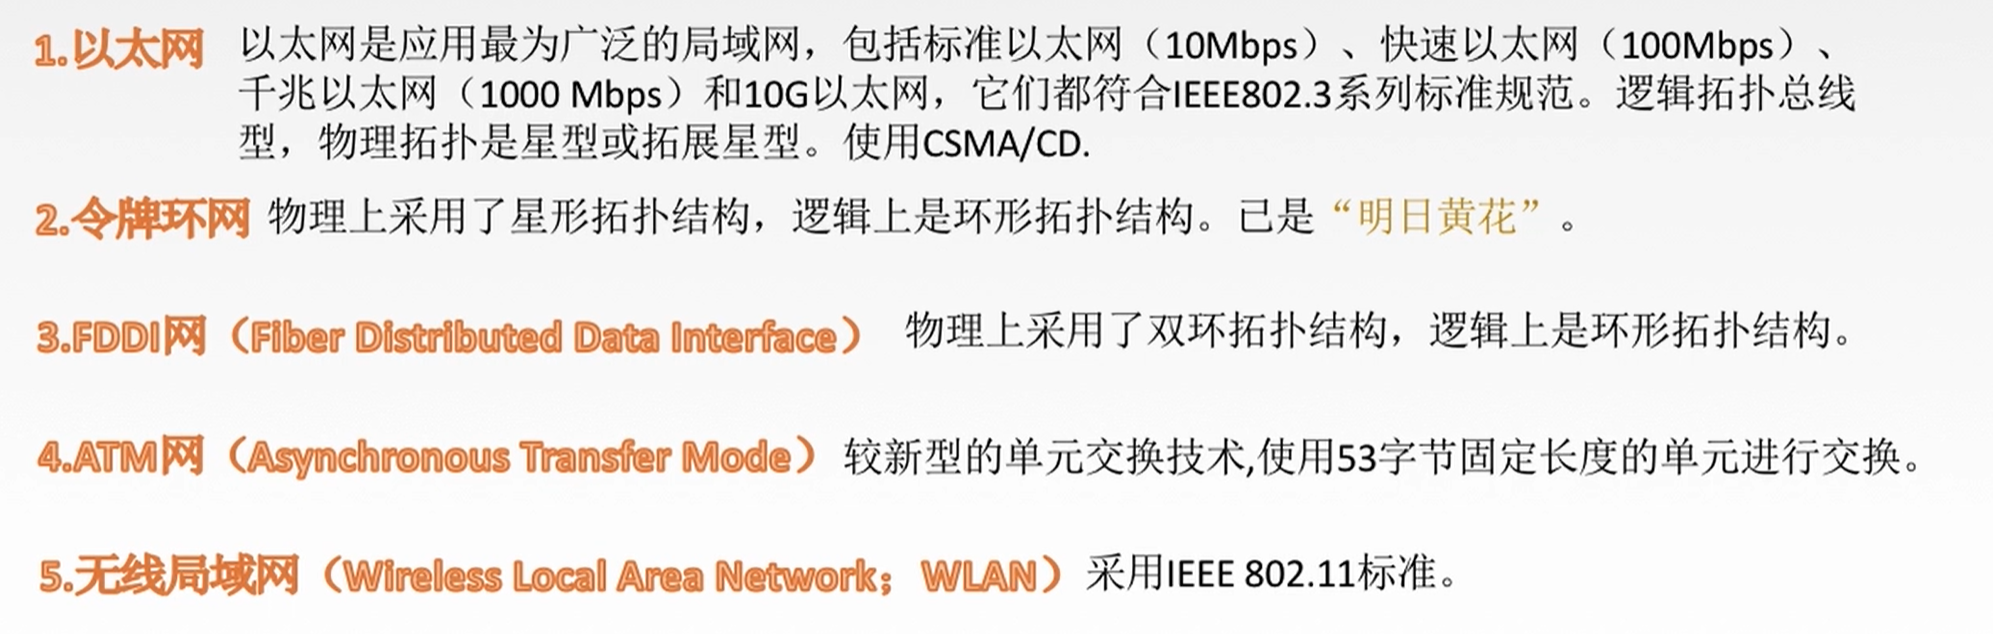 1.以太网 以太网是应用最为广泛的局域网，包括标准以太网（10Mbps）、快速以太网（100Mbps）、
千兆以太网（1000 Mbps）和10G以太网，它们都符合IEEE802.3系列标准规范。逻辑拓扑总线
型，物理拓扑是星型或拓展星型。使用CSMA/CD.
2.令牌环网 物理上采用了星形拓扑结构，逻辑上是环形拓扑结构。已是“明日黄花”。
3.FDDI网（Fiber Distributed Data Interface） 物理上采用了双环拓扑结构，逻辑上是环形拓扑结构。
4.ATM网（Asynchronous Transfer Mode） 较新型的单元交换技术,使用53字节固定长度的单元进行交换。
5.无线局域网（Wireless Local Area Network；WLAN） 采用IEEE 802.11标准。